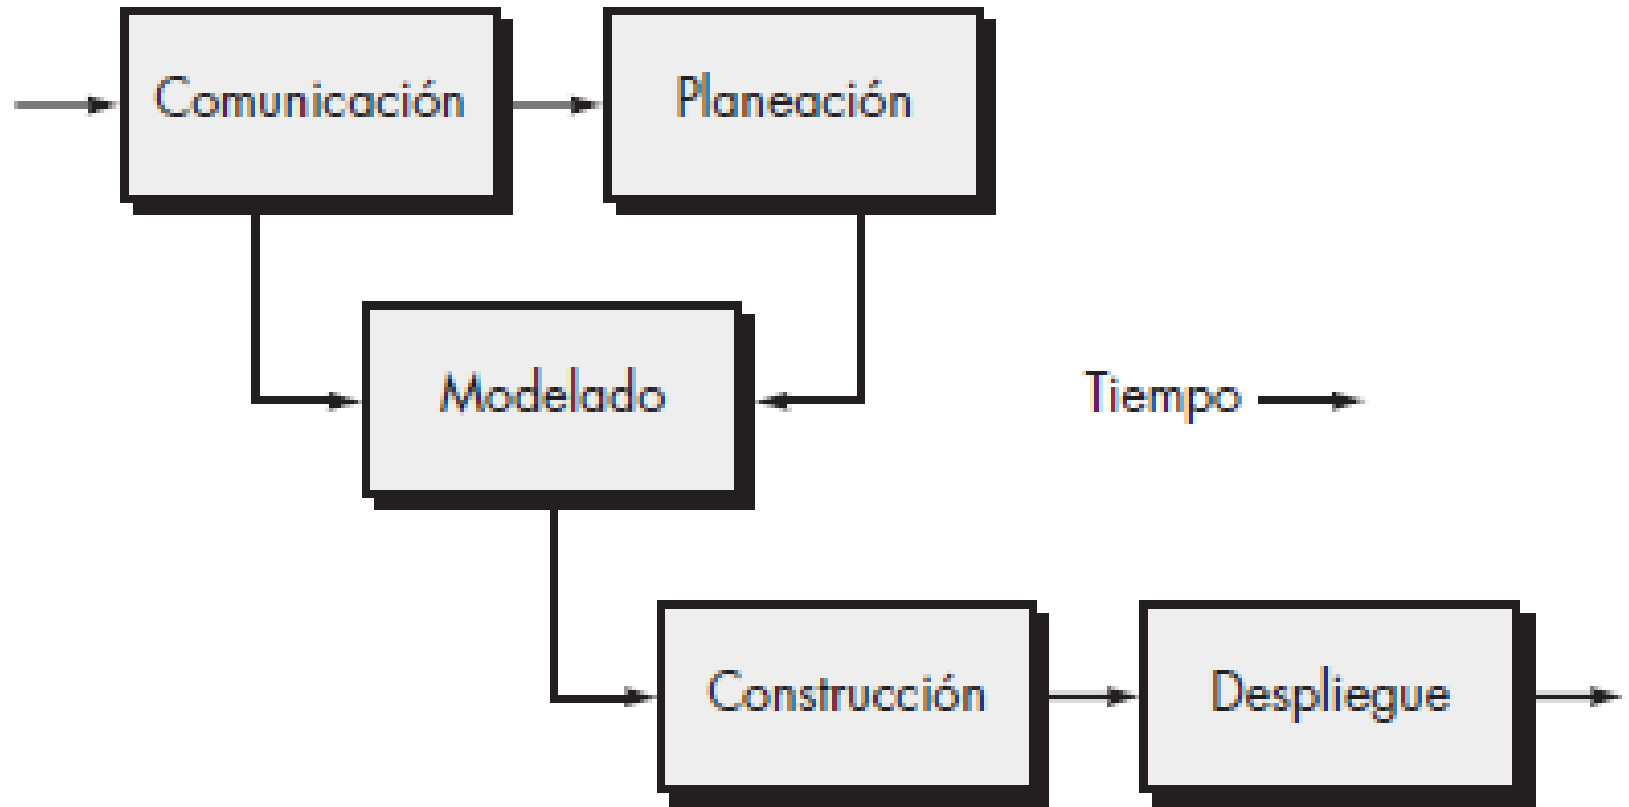 Comunicación
Planeación
Modelado
Tiempo
Construcción
Despliegue